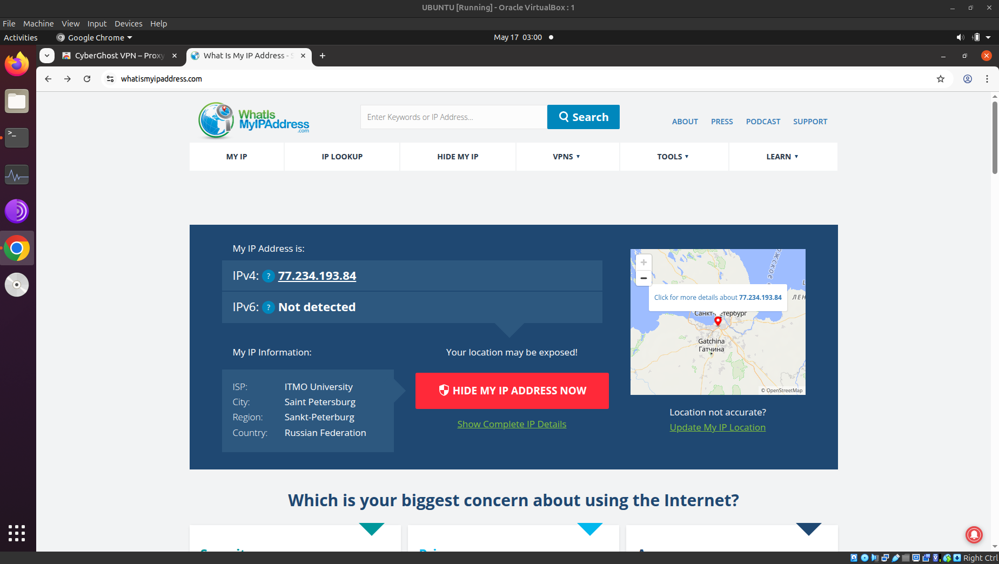 UBUNTU [Running] - Oracle VirtualBox : 1
File Machine View Input Devices Help
Activities Google Chrome May 17 03:00
CyberGhost VPN – Proxy What Is My IP Address - S
whatismyipaddress.com
WhatIs
MyIPAddress
.com
Enter Keywords or IP Address...
Search
ABOUT PRESS PODCAST SUPPORT
MY IP IP LOOKUP HIDE MY IP VPNS TOOLS LEARN
My IP Address is:
IPv4: ? 77.234.193.84
IPv6: ? Not detected
+
−
Click for more details about 77.234.193.84
Санкт-Петербург
Gatchina
Гатчина
© OpenStreetMap
My IP Information:
Your location may be exposed!
ISP: ITMO University
City: Saint Petersburg
Region: Sankt-Peterburg
Country: Russian Federation
HIDE MY IP ADDRESS NOW
Show Complete IP Details
Location not accurate?
Update My IP Location
Which is your biggest concern about using the Internet?
Right Ctrl